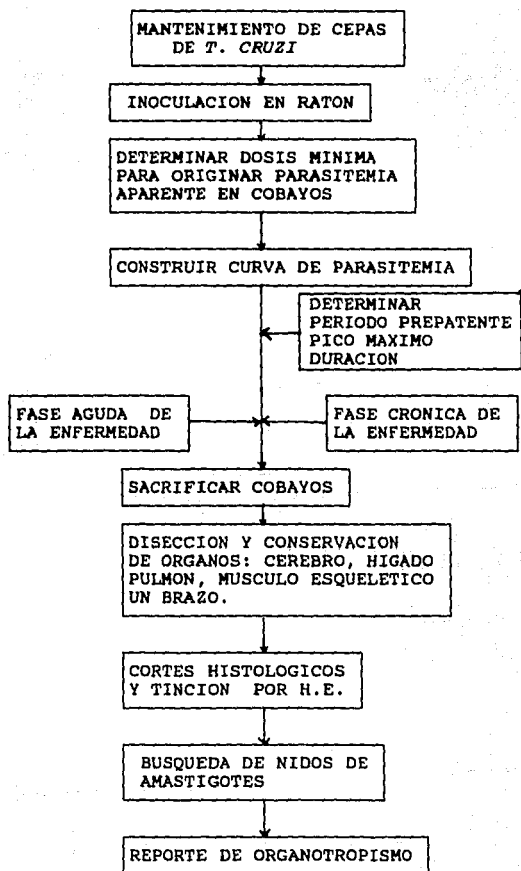 MANTENIMIENTO DE CEPAS
DE T. CRUZI
INOCULACION EN RATON
DETERMINAR DOSIS MINIMA
PARA ORIGINAR PARASITEMIA
APARENTE EN COBAYOS
CONSTRUIR CURVA DE PARASITEMIA
DETERMINAR
PERIODO PREPATENTE
PICO MAXIMO
DURACION
FASE AGUDA DE
LA ENFERMEDAD
FASE CRONICA DE
LA ENFERMEDAD
SACRIFICAR COBAYOS
DISECCION Y CONSERVACION
DE ORGANOS: CEREBRO, HIGADO
PULMON, MUSCULO ESQUELETICO
UN BRAZO.
CORTES HISTOLOGICOS
Y TINCION POR H.E.
BUSQUEDA DE NIDOS DE
AMASTIGOTES
REPORTE DE ORGANOTROPISMO